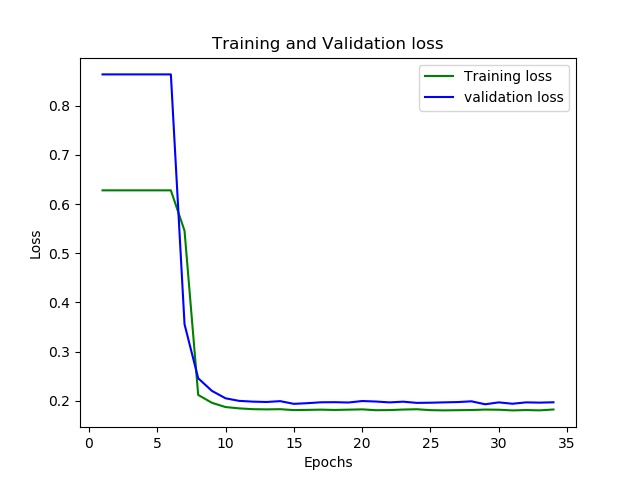 Training and Validation loss
Training loss
validation loss
Loss
0.8
0.7
0.6
0.5
0.4
0.3
0.2
0 5 10 15 20 25 30 35
Epochs